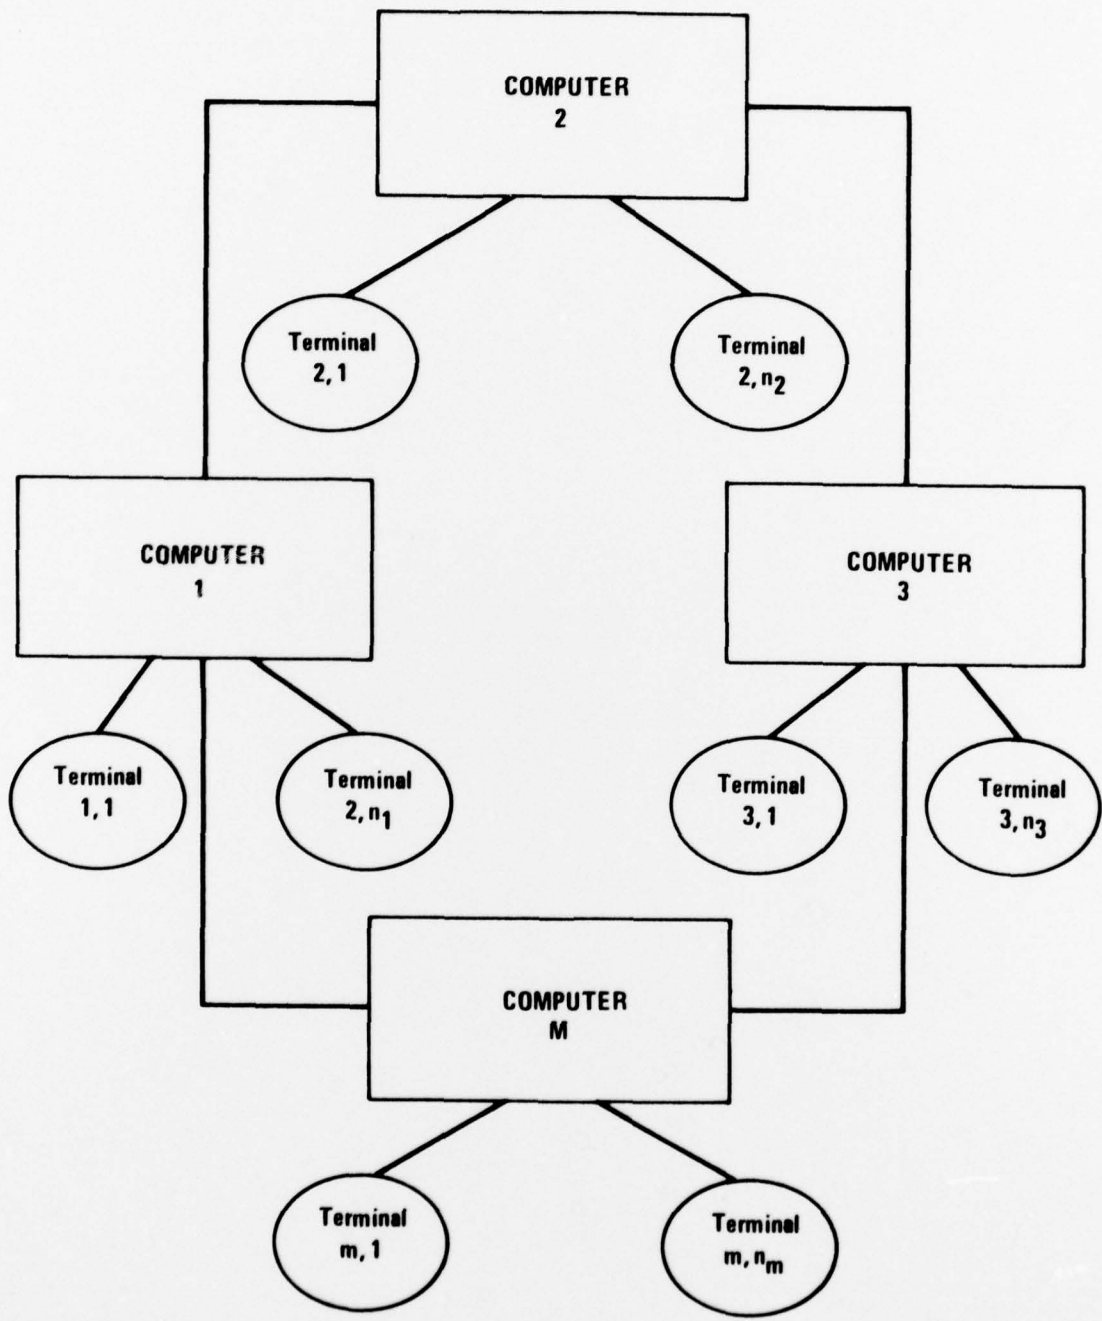 COMPUTER
2
Terminal
2, 1
Terminal
2, n2
COMPUTER
1
COMPUTER
3
Terminal
1, 1
Terminal
2, n1
Terminal
3, 1
Terminal
3, n3
COMPUTER
M
Terminal
m, 1
Terminal
m, nm